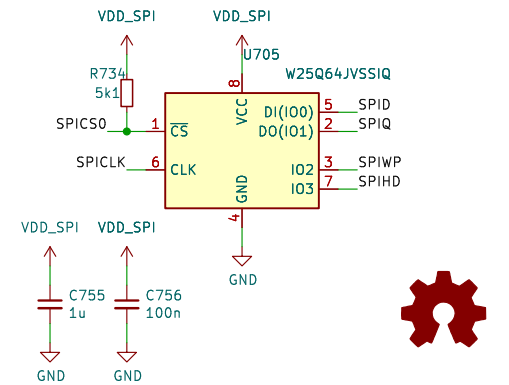 VDD_SPI VDD_SPI
U705
R734 W25Q64JVSSIQ
5k1
8
VCC
DI(IO0) 5 SPID
SPICS0 1 CS DO(IO1) 2 SPIQ
SPICLK 6 CLK IO2 3 SPIWP
GND IO3 7 SPIHD
4
VDD_SPI VDD_SPI
GND
C755 C756
1u 100n
GND GND